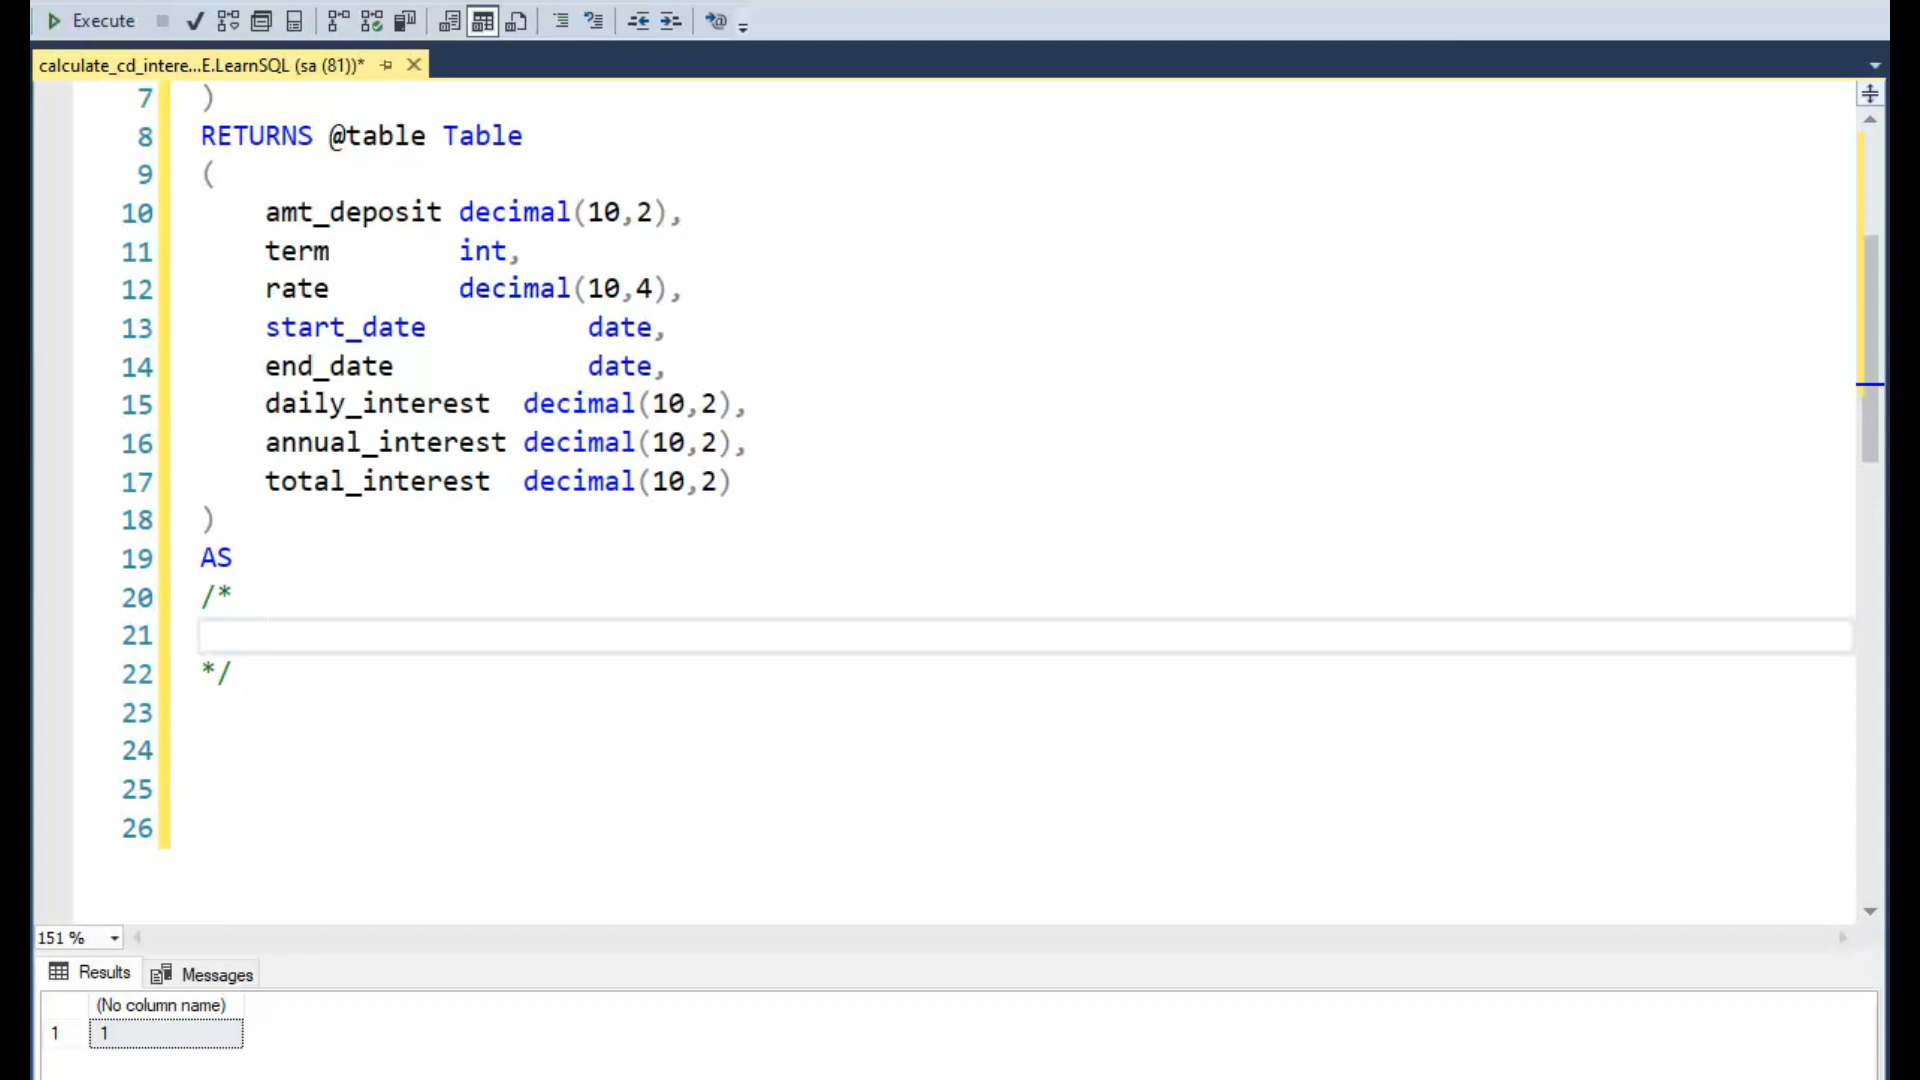 Execute
calculate_cd_intere...E.LearnSQL (sa (81))*
7 )
8 RETURNS @table Table
9 (
10 amt_deposit decimal(10,2),
11 term int,
12 rate decimal(10,4),
13 start_date date,
14 end_date date,
15 daily_interest decimal(10,2),
16 annual_interest decimal(10,2),
17 total_interest decimal(10,2)
18 )
19 AS
20 /*
21
22 */
23
24
25
26
151 %
Results Messages
(No column name)
1 1